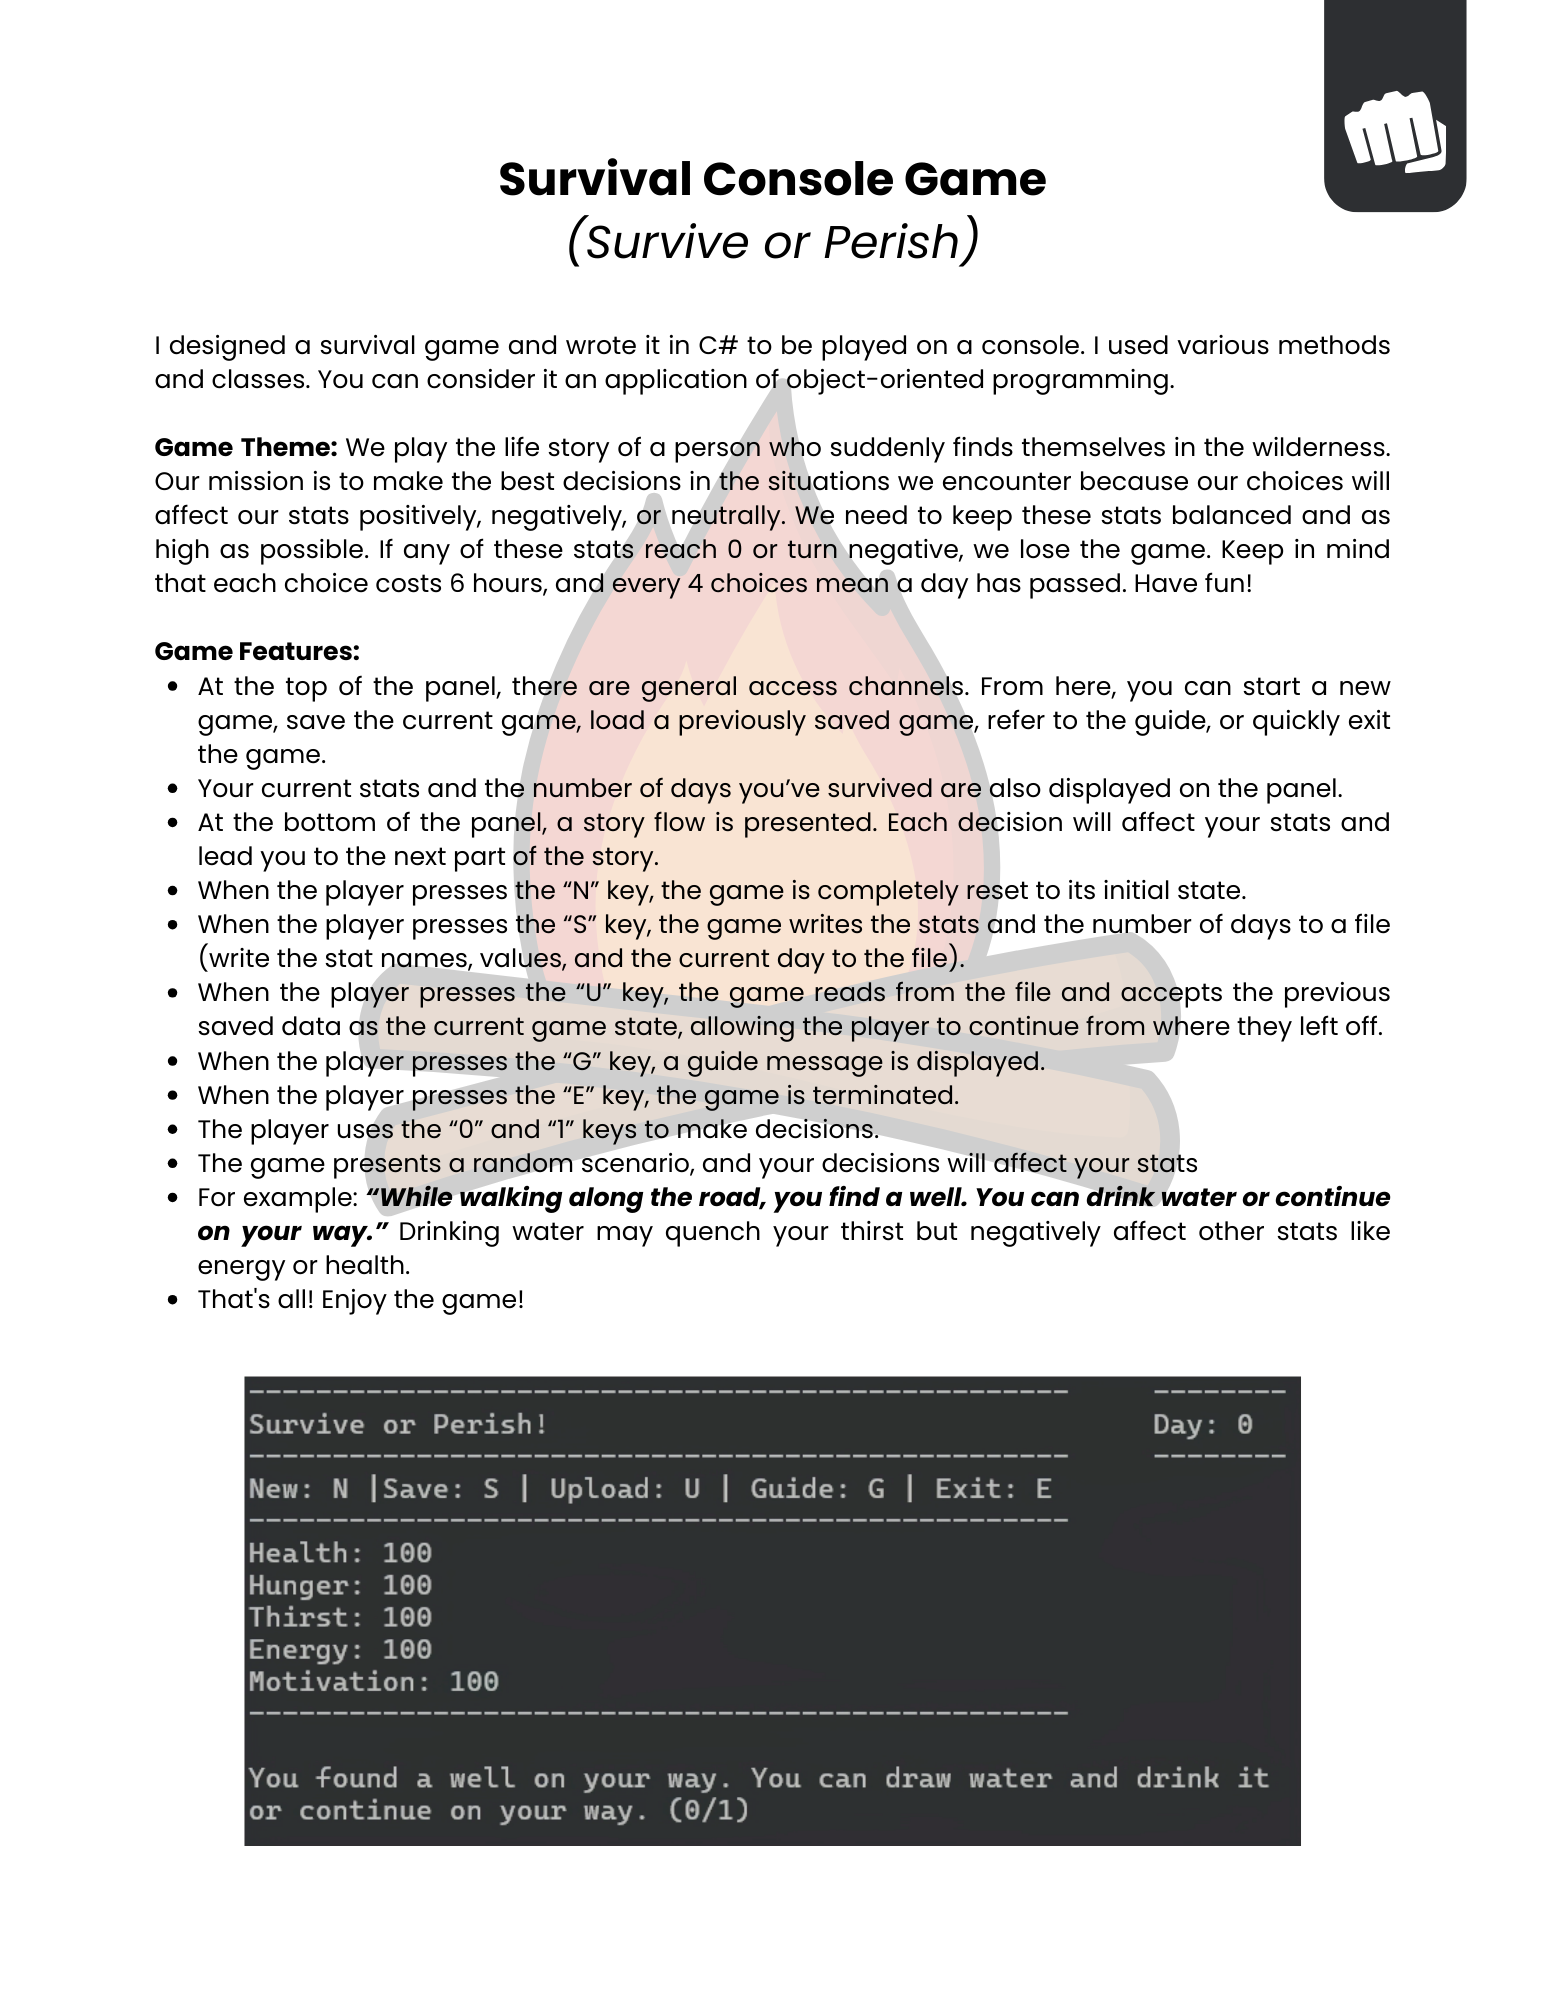 Survival Console Game
(Survive or Perish)
I designed a survival game and wrote it in C# to be played on a console. I used various methods
and classes. You can consider it an application of object-oriented programming.
Game Theme: We play the life story of a person who suddenly finds themselves in the wilderness.
Our mission is to make the best decisions in the situations we encounter because our choices will
affect our stats positively, negatively, or neutrally. We need to keep these stats balanced and as
high as possible. If any of these stats reach 0 or turn negative, we lose the game. Keep in mind
that each choice costs 6 hours, and every 4 choices mean a day has passed. Have fun!
Game Features:
• At the top of the panel, there are general access channels. From here, you can start a new
game, save the current game, load a previously saved game, refer to the guide, or quickly exit
the game.
• Your current stats and the number of days you’ve survived are also displayed on the panel.
• At the bottom of the panel, a story flow is presented. Each decision will affect your stats and
lead you to the next part of the story.
• When the player presses the “N” key, the game is completely reset to its initial state.
• When the player presses the “S” key, the game writes the stats and the number of days to a file
(write the stat names, values, and the current day to the file).
• When the player presses the “U” key, the game reads from the file and accepts the previous
saved data as the current game state, allowing the player to continue from where they left off.
• When the player presses the “G” key, a guide message is displayed.
• When the player presses the “E” key, the game is terminated.
• The player uses the “0” and “1” keys to make decisions.
• The game presents a random scenario, and your decisions will affect your stats
• For example: “While walking along the road, you find a well. You can drink water or continue
on your way.” Drinking water may quench your thirst but negatively affect other stats like
energy or health.
• That's all! Enjoy the game!
------------------------------------------------- --------
Survive or Perish! Day: 0
------------------------------------------------- --------
New: N |Save: S | Upload: U | Guide: G | Exit: E
-------------------------------------------------
Health: 100
Hunger: 100
Thirst: 100
Energy: 100
Motivation: 100
-------------------------------------------------
You found a well on your way. You can draw water and drink it
or continue on your way. (0/1)